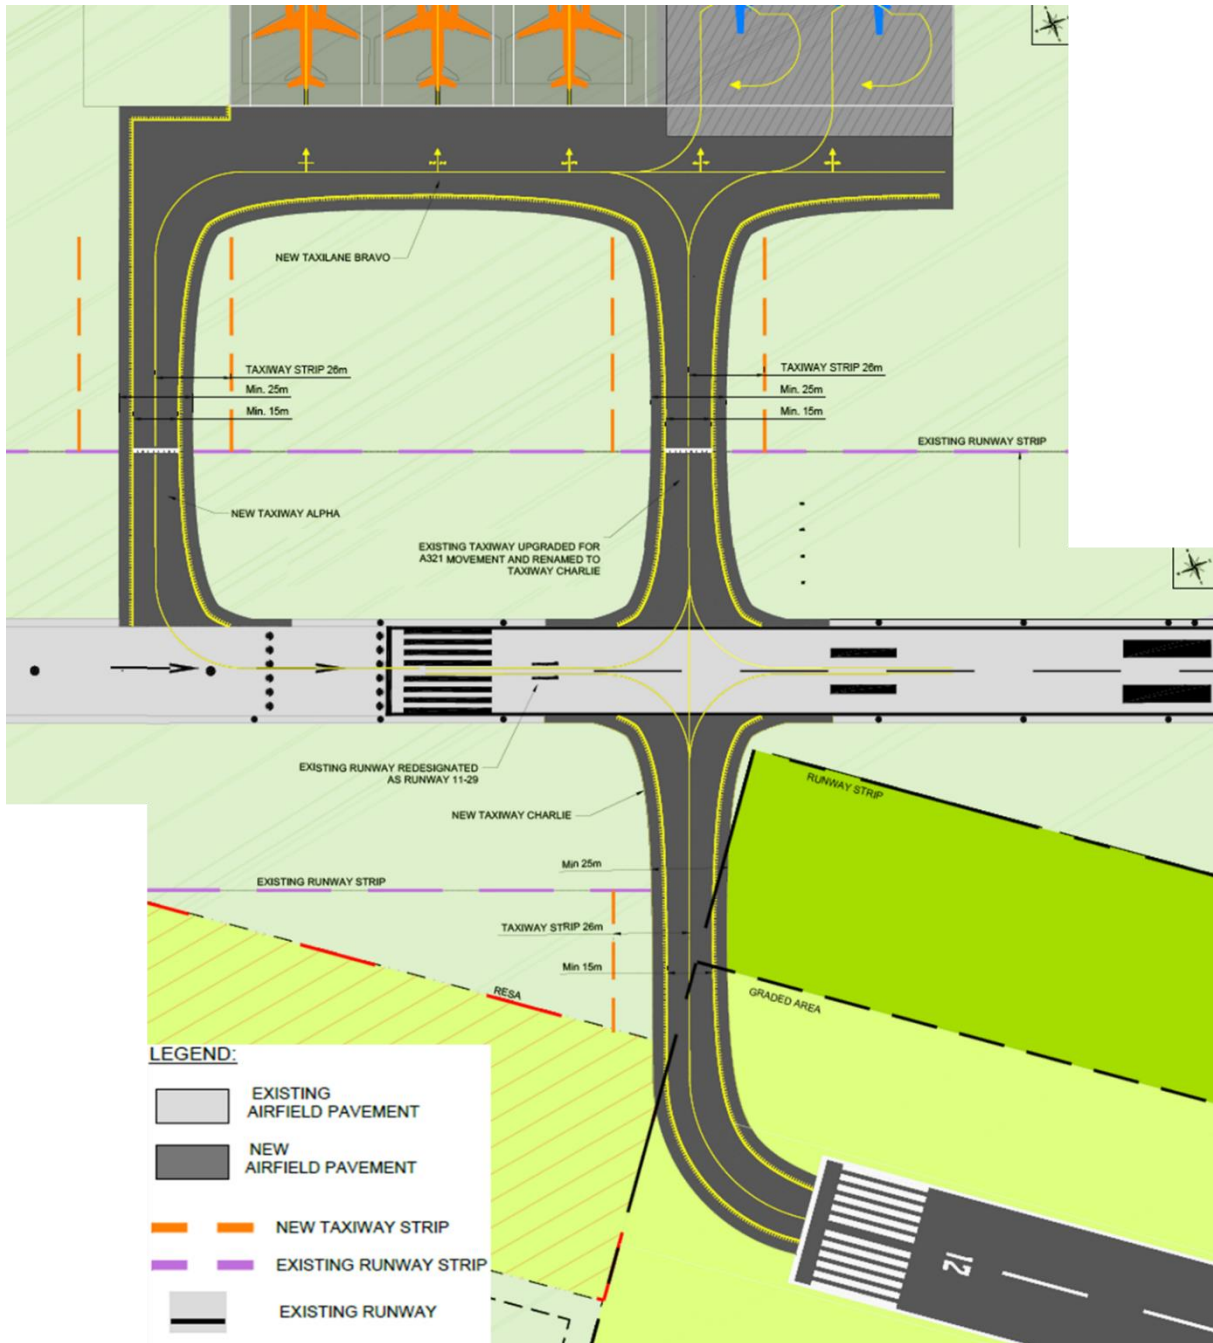 NEW TAXILANE BRAVO
TAXIWAY STRIP 26m
Min. 25m
Min. 15m
TAXIWAY STRIP 26m
Min. 25m
Min. 15m
EXISTING RUNWAY STRIP
NEW TAXIWAY ALPHA
EXISTING TAXIWAY UPGRADED FOR
A321 MOVEMENT AND RENAMED TO
TAXIWAY CHARLIE
EXISTING RUNWAY REDESIGNATED
AS RUNWAY 11-29
RUNWAY STRIP
NEW TAXIWAY CHARLIE
Min 25m
EXISTING RUNWAY STRIP
TAXIWAY STRIP 26m
Min 15m
RESA
GRADED AREA
LEGEND:
EXISTING
AIRFIELD PAVEMENT
NEW
AIRFIELD PAVEMENT
NEW TAXIWAY STRIP
EXISTING RUNWAY STRIP
EXISTING RUNWAY
12